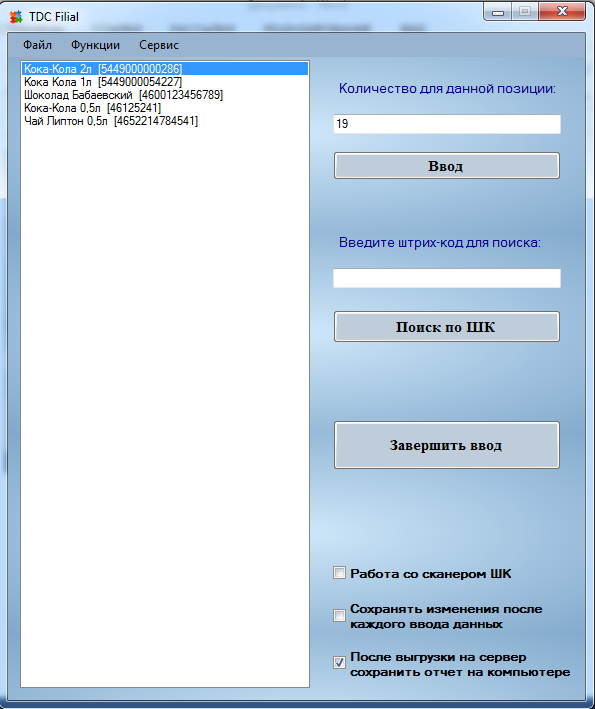 TDC Filial
Файл Функции Сервис
Кока-Кола 2л [5449000000286]
Кока Кола 1л [5449000054227]
Шоколад Бабаевский [4600123456789]
Кока-Кола 0,5л [46125241]
Чай Липтон 0,5л [4652214784541]
Количество для данной позиции:
19
Ввод
Введите штрих-код для поиска:
Поиск по ШК
Завершить ввод
Работа со сканером ШК
Сохранять изменения после
каждого ввода данных
После выгрузки на сервер
сохранить отчет на компьютере